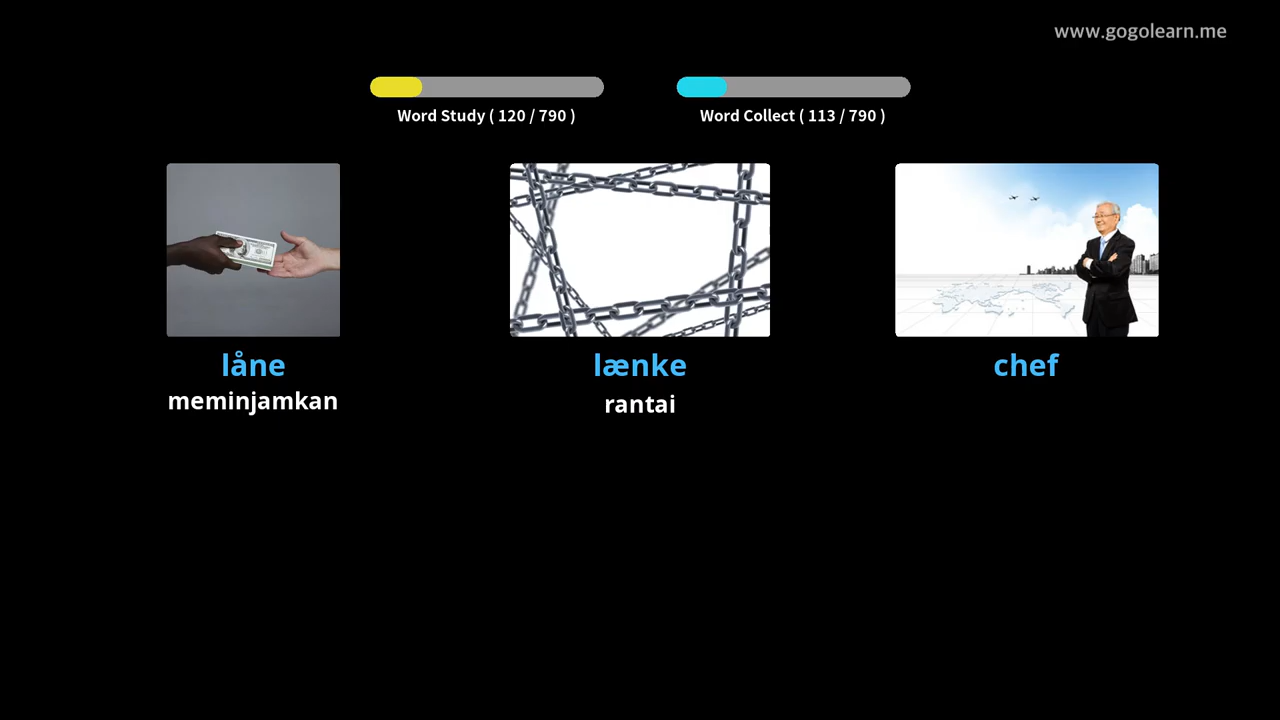 www.gogolearn.me
Word Study ( 120 / 790 )
Word Collect ( 113 / 790 )
låne
lænke
chef
meminjamkan
rantai